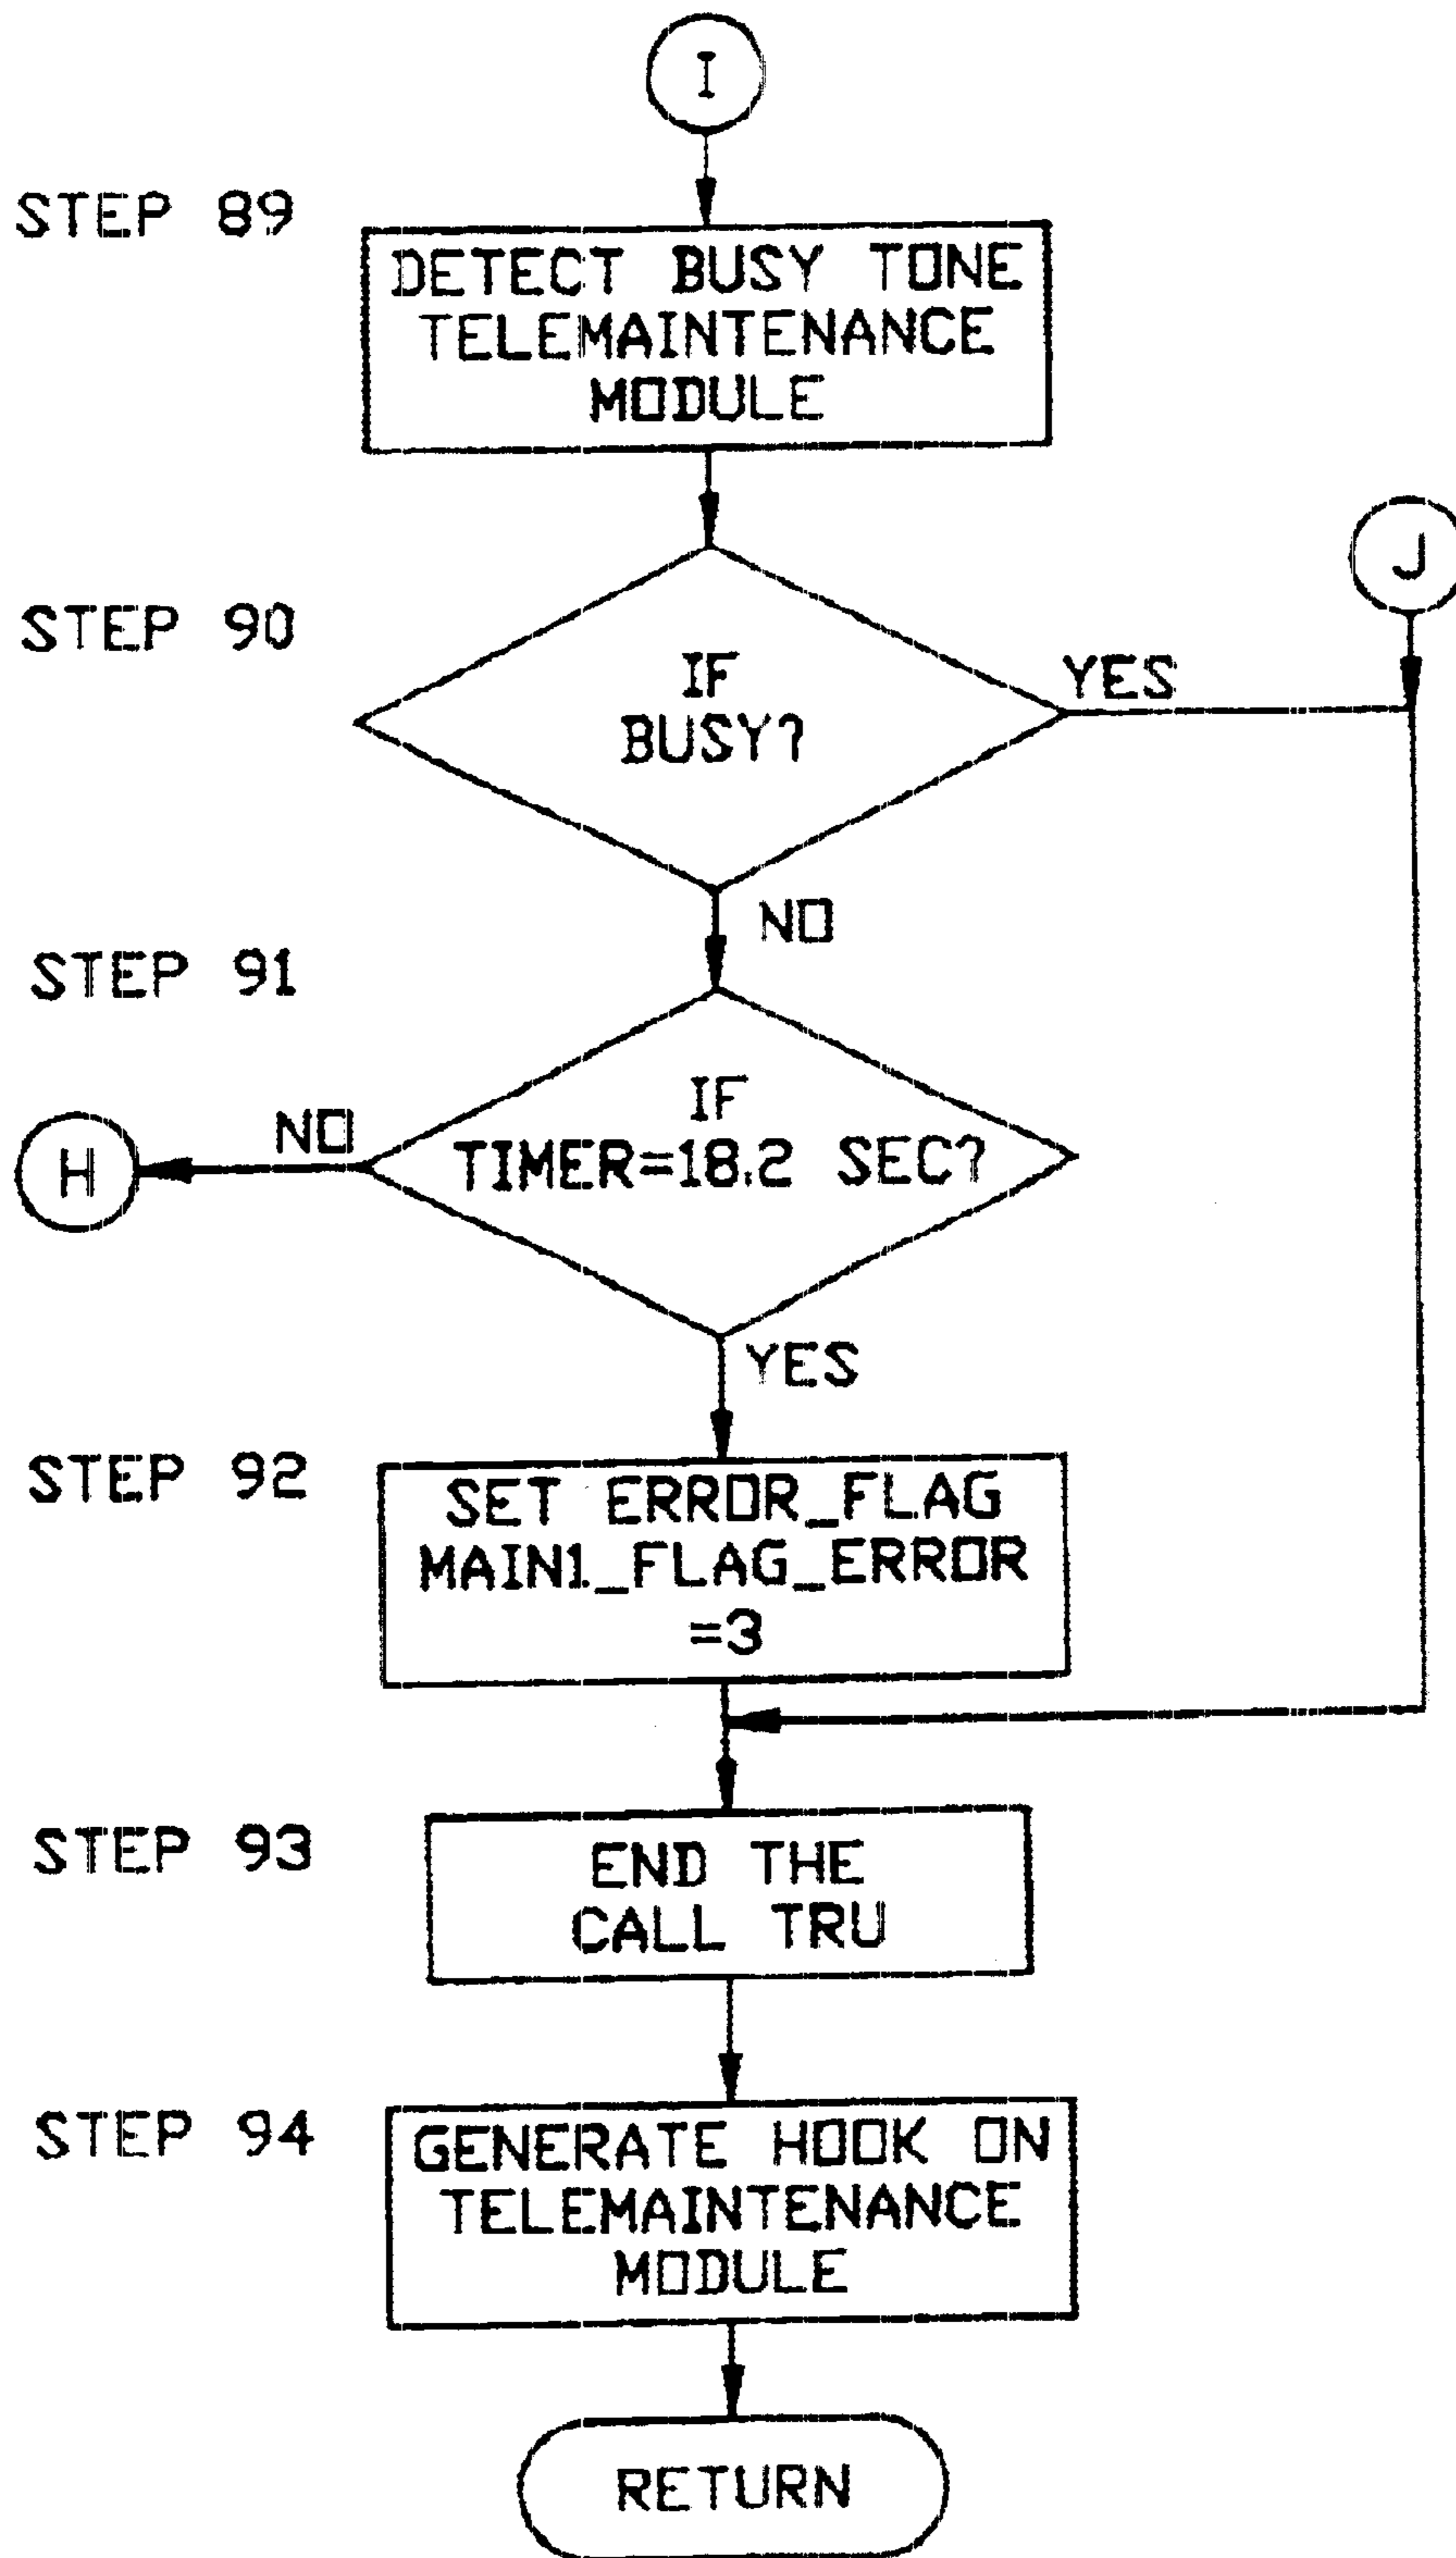 I
STEP 89
DETECT BUSY TONE
TELEMAINTENANCE
MODULE
J
STEP 90
IF
BUSY?
YES
NO
STEP 91
IF
TIMER=18.2 SEC?
NO
H
YES
STEP 92
SET ERROR_FLAG
MAIN1_FLAG_ERROR
=3
STEP 93
END THE
CALL TRU
STEP 94
GENERATE HOOK ON
TELEMAINTENANCE
MODULE
RETURN